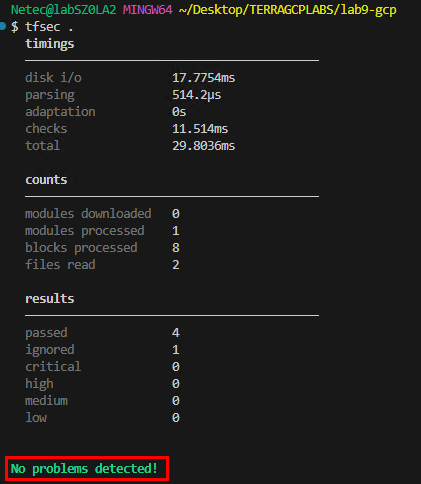 Netec@labSZ0LA2 MINGW64 ~/Desktop/TERRAGCPLABS/lab9-gcp
$ tfsec .
timings
disk i/o 17.7754ms
parsing 514.2µs
adaptation 0s
checks 11.514ms
total 29.8036ms
counts
modules downloaded 0
modules processed 1
blocks processed 8
files read 2
results
passed 4
ignored 1
critical 0
high 0
medium 0
low 0
No problems detected!